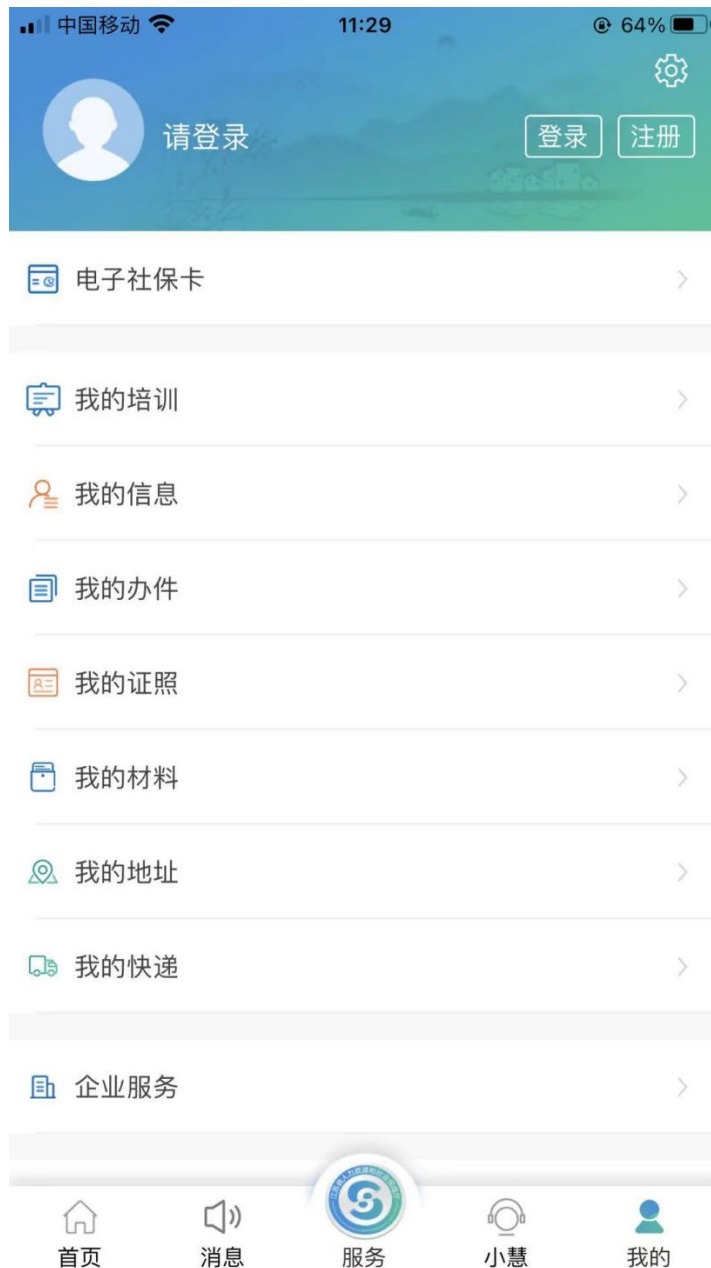 中国移动 11:29 64%
请登录 登录 注册
电子社保卡
我的培训
我的信息
我的办件
我的证照
我的材料
我的地址
我的快递
企业服务
首页 消息 服务 小慧 我的